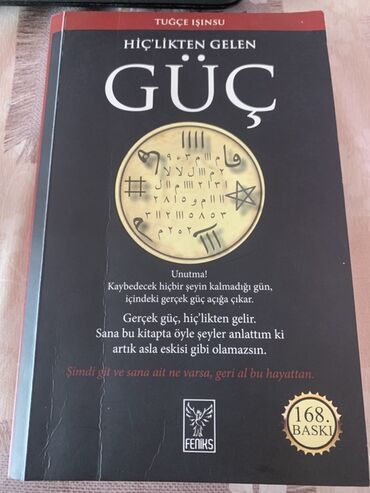 TUĞÇE IŞINSU
HİÇ'LİKTEN GELEN
GÜÇ
Unutma!
Kaybedecek hiçbir şeyin kalmadığı gün,
içindeki gerçek güç açığa çıkar.
Gerçek güç, hiç'likten gelir.
Sana bu kitapta öyle şeyler anlattım ki
artık asla eskisi gibi olamazsın.
Şimdi git ve sana ait ne varsa, geri al bu hayattan.
168.
BASKI
FENİKS